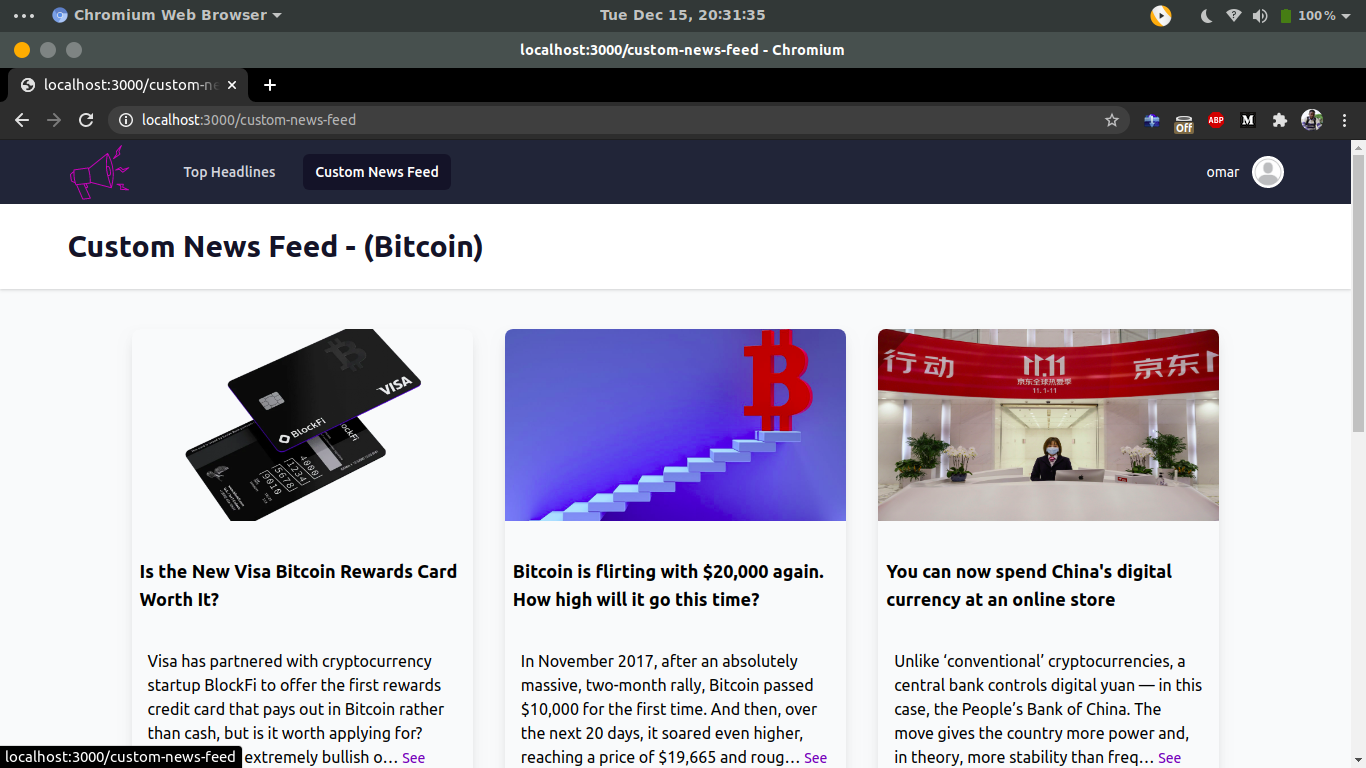 Chromium Web Browser
Tue Dec 15, 20:31:35
100%
localhost:3000/custom-news-feed - Chromium
localhost:3000/custom-ne
localhost:3000/custom-news-feed
Off
ABP
M
Top Headlines
Custom News Feed
omar
Custom News Feed - (Bitcoin)
VISA
BlockFi
4000
1234
5678
9010
行动
11.11
京东
京东全球热爱季
11.1-11
Is the New Visa Bitcoin Rewards Card
Worth It?
Bitcoin is flirting with $20,000 again.
How high will it go this time?
You can now spend China's digital
currency at an online store
Visa has partnered with cryptocurrency
startup BlockFi to offer the first rewards
credit card that pays out in Bitcoin rather
than cash, but is it worth applying for?
extremely bullish o… See
In November 2017, after an absolutely
massive, two-month rally, Bitcoin passed
$10,000 for the first time. And then, over
the next 20 days, it soared even higher,
reaching a price of $19,665 and roug… See
Unlike ‘conventional’ cryptocurrencies, a
central bank controls digital yuan — in this
case, the People’s Bank of China. The
move gives the country more power and,
in theory, more stability than freq… See
localhost:3000/custom-news-feed